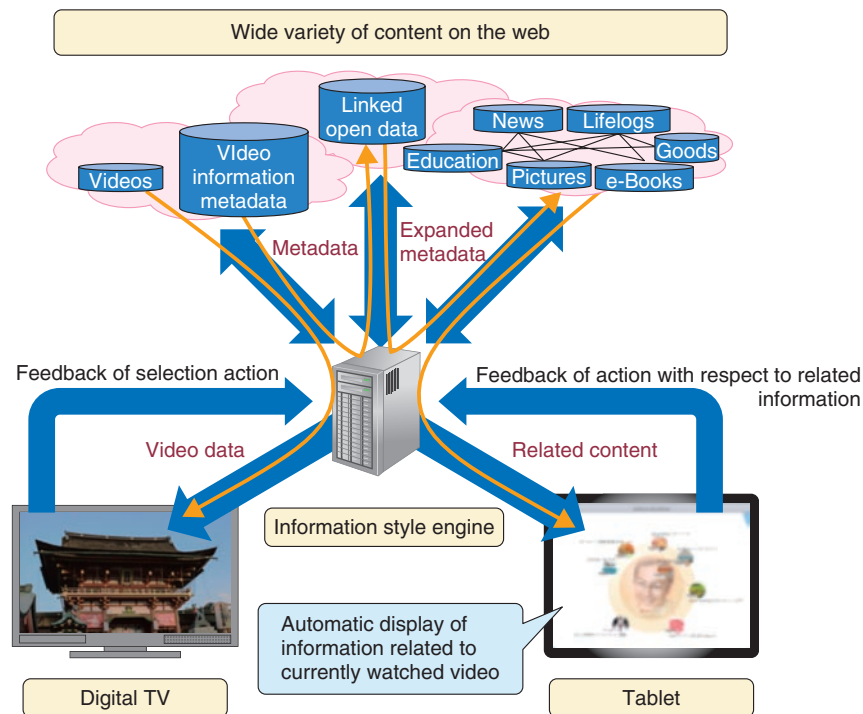 Wide variety of content on the web
Linked
open data
News
Lifelogs
Goods
Education
Pictures
e-Books
Videos
VIdeo
information
metadata
Metadata
Expanded
metadata
Feedback of selection action
Feedback of action with respect to related
information
Video data
Related content
Information style engine
Automatic display of
information related to
currently watched video
Digital TV
Tablet